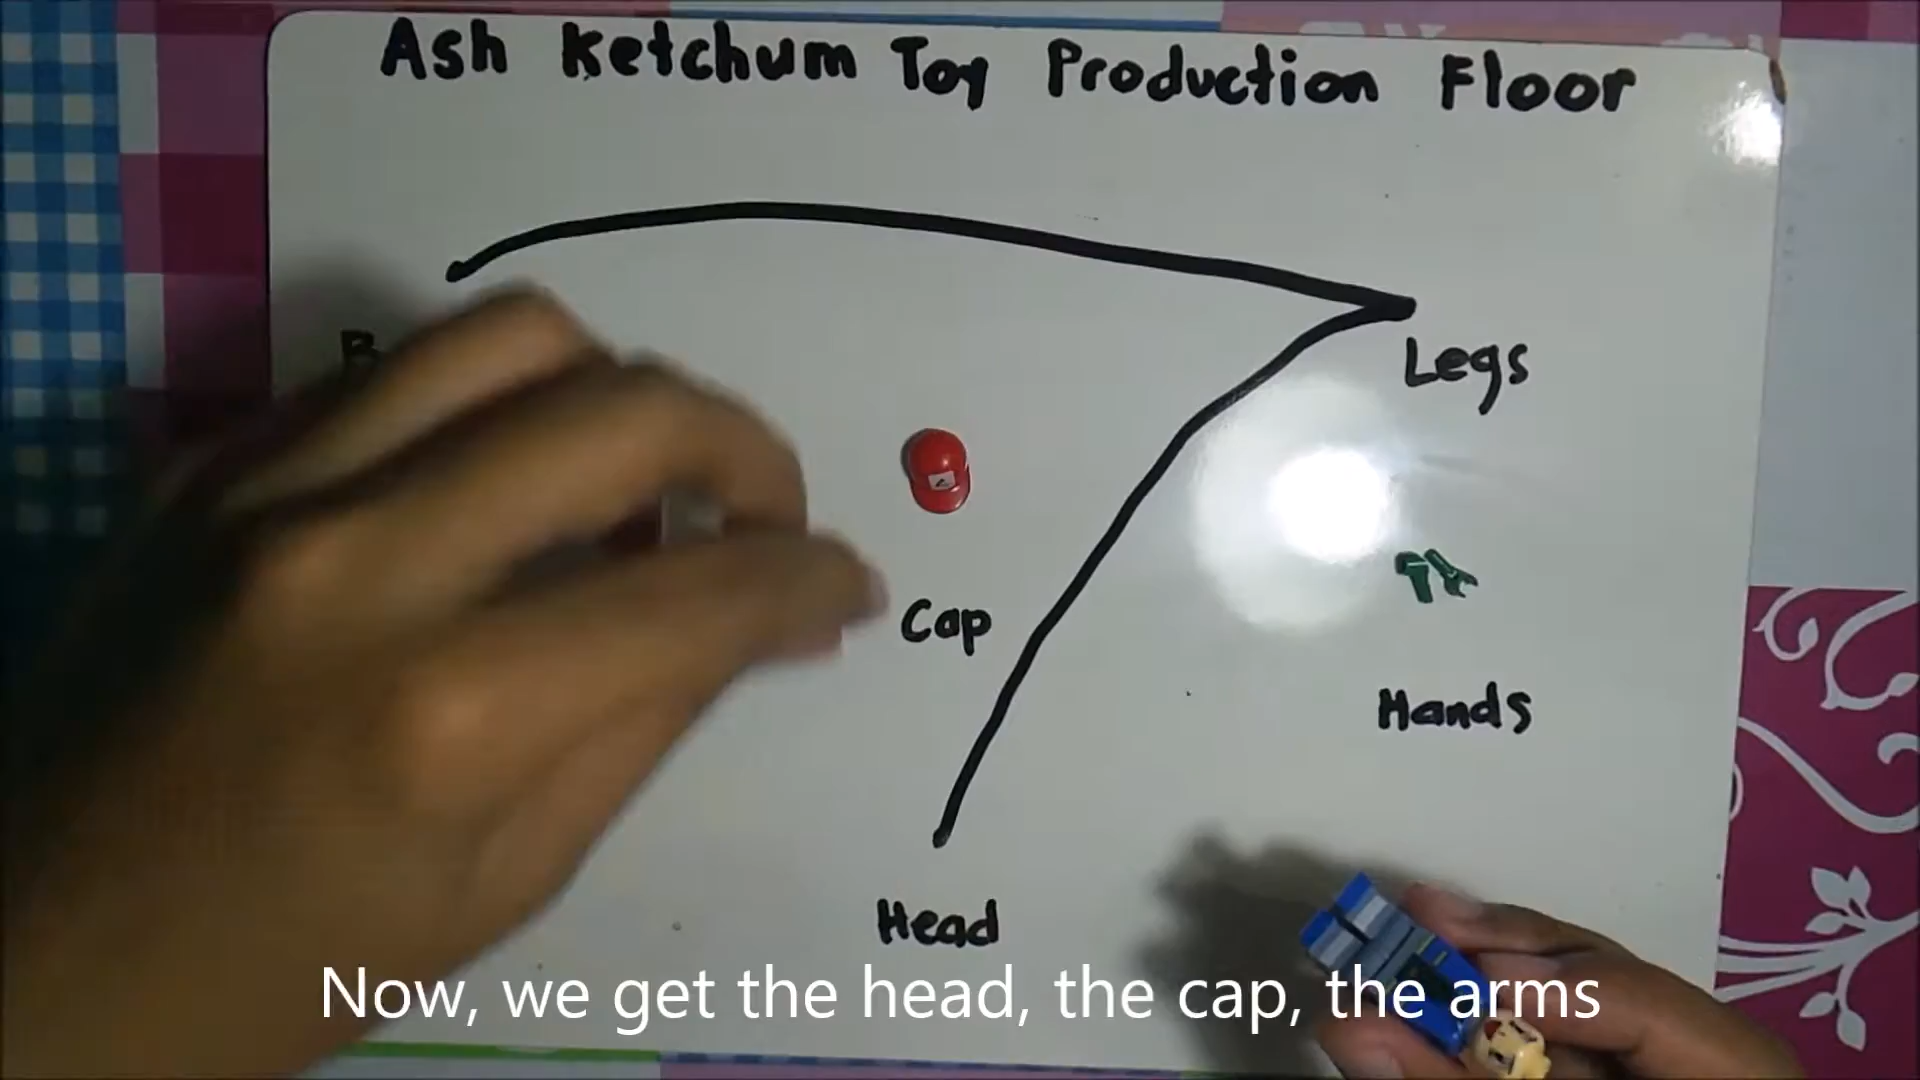 Ash Ketchum Toy Production Floor
Legs
Cap
Hands
Head
Now, we get the head, the cap, the arms